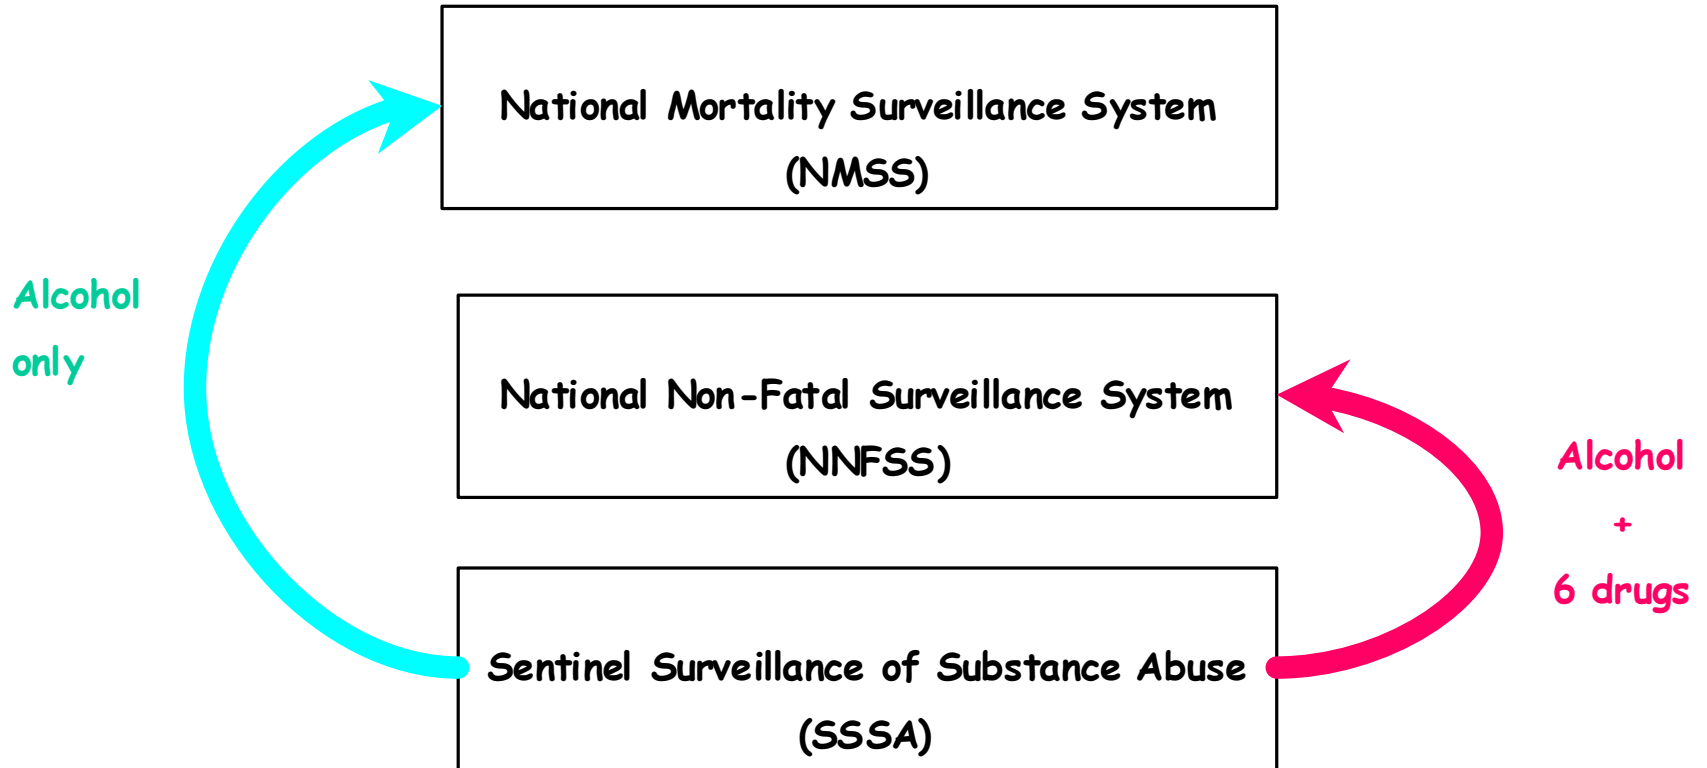 National Mortality Surveillance System
(NMSS)
Alcohol
only
National Non-Fatal Surveillance System
(NNFSS)
Alcohol
+
6 drugs
Sentinel Surveillance of Substance Abuse
(SSSA)